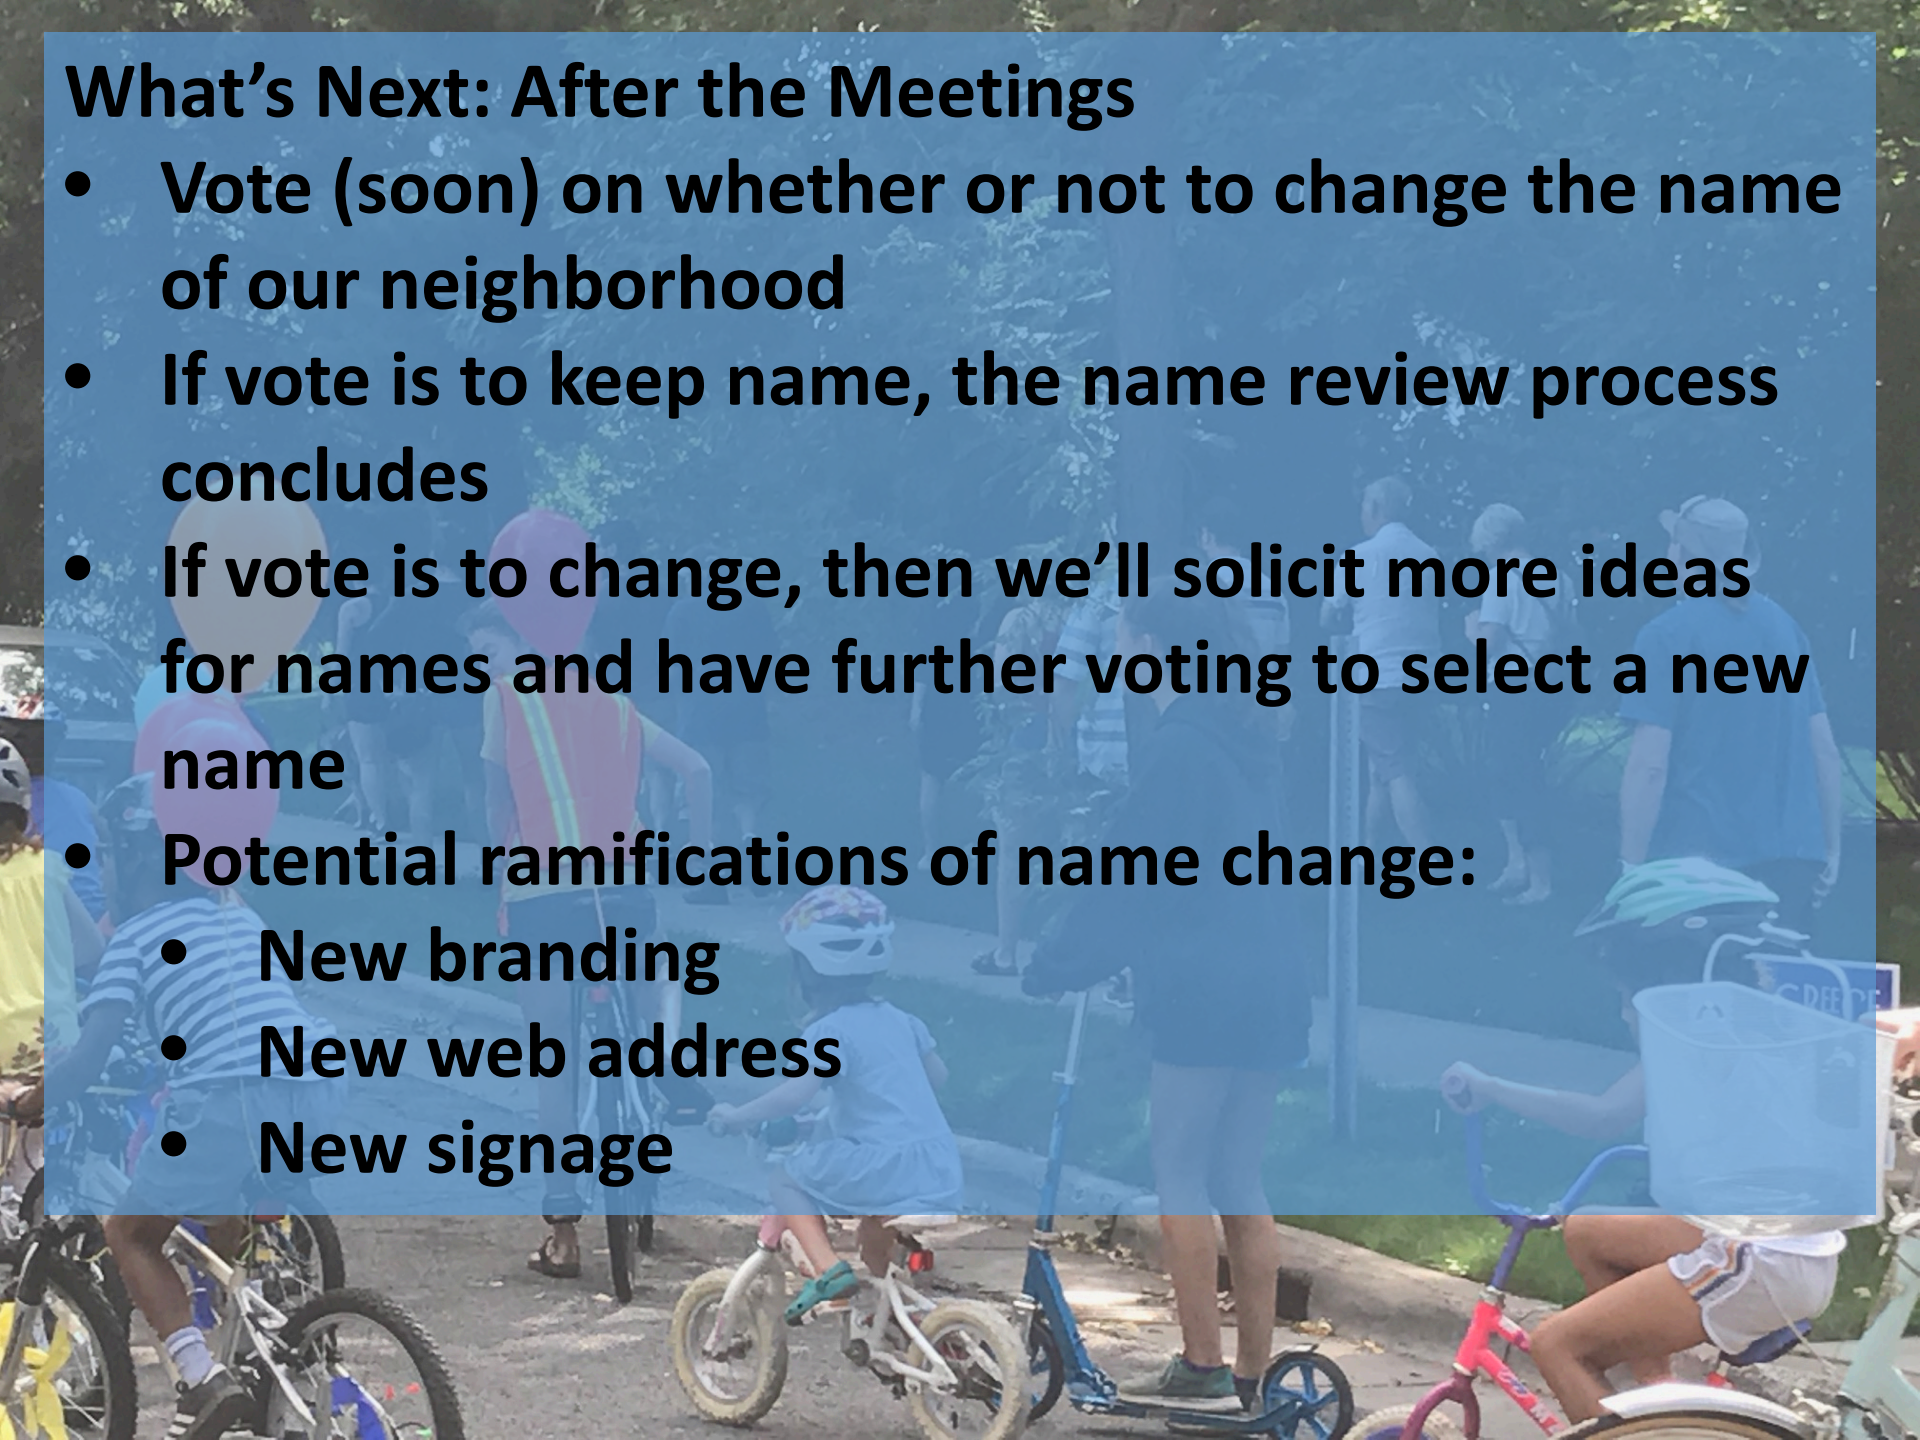 What’s Next: After the Meetings
• Vote (soon) on whether or not to change the name
of our neighborhood
• If vote is to keep name, the name review process
concludes
• If vote is to change, then we’ll solicit more ideas
for names and have further voting to select a new
name
• Potential ramifications of name change:
• New branding
• New web address
• New signage